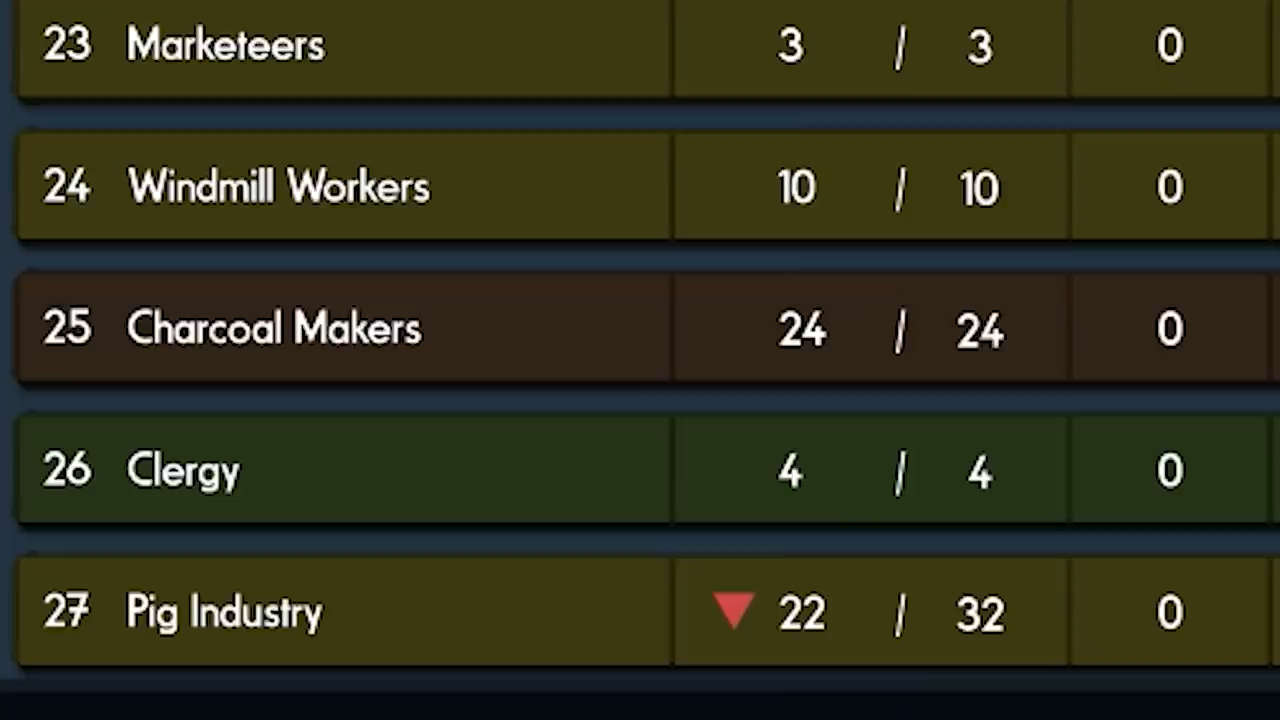 23 Marketeers 3 / 3 0
24 Windmill Workers 10 / 10 0
25 Charcoal Makers 24 / 24 0
26 Clergy 4 / 4 0
27 Pig Industry 22 / 32 0